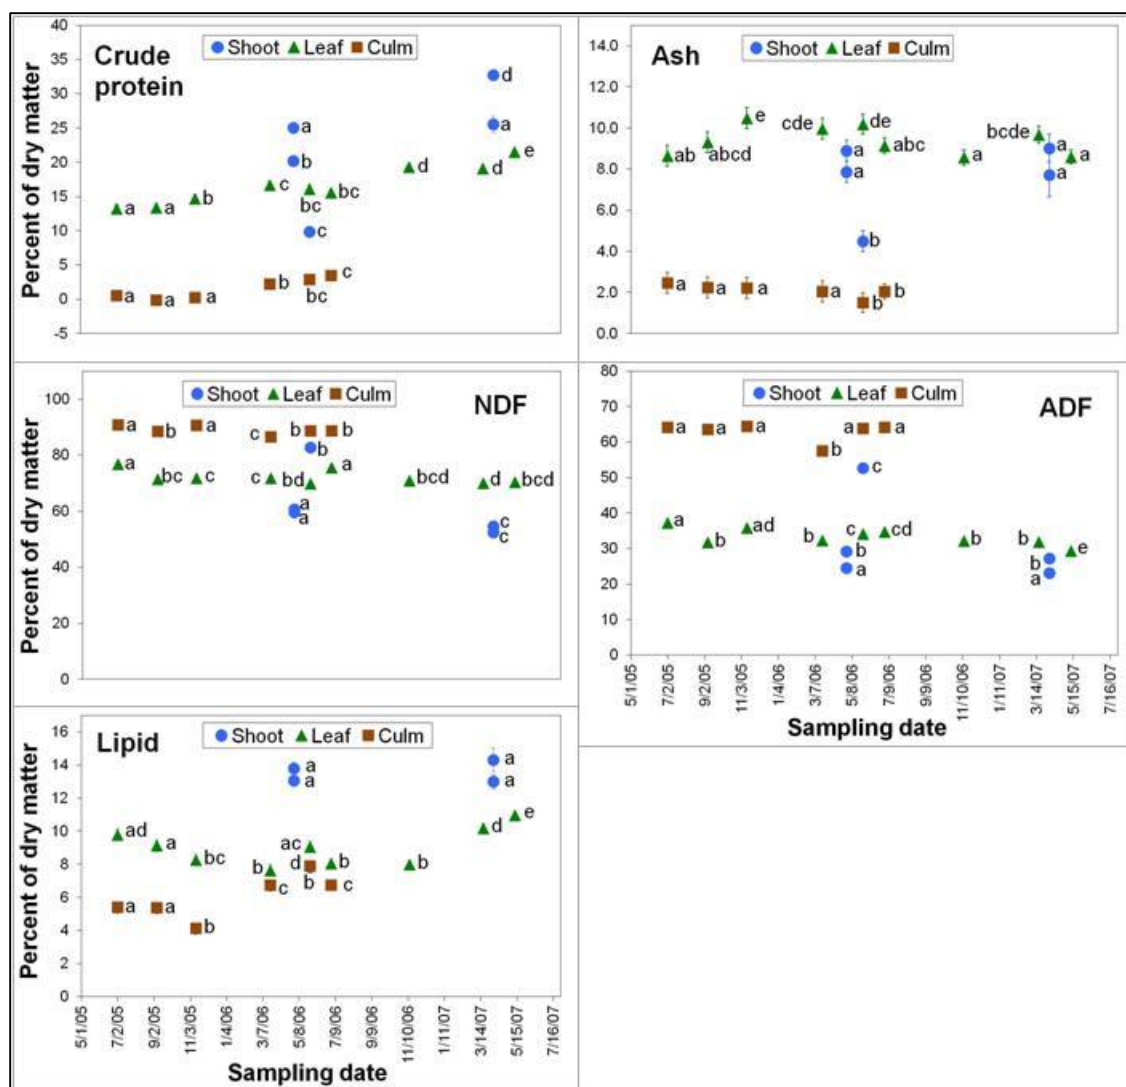 Crude protein
Shoot Leaf Culm
Percent of dry matter
40
35
30
25
20
15
10
5
0
-5
a
a
b
c
bc
bc
d
d
e
a
b
c
d
a
a
a
a
b
bc
c
Ash
Shoot Leaf Culm
14.0
12.0
10.0
8.0
6.0
4.0
2.0
0.0
ab
abcd
e
cde
de
abc
a
bcde
a
a
a
b
a
a
a
a
a
a
b
b
NDF
Shoot Leaf Culm
Percent of dry matter
100
80
60
40
20
0
a
b
a
c
b
b
b
a
bc
c
c
bd
a
bcd
d
bcd
a
a
c
c
ADF
Shoot Leaf Culm
80
70
60
50
40
30
20
10
0
a
a
a
b
a
a
c
a
b
ad
b
c
cd
b
b
e
b
a
b
a
5/1/05
7/2/05
9/2/05
11/3/05
1/4/06
3/7/06
5/8/06
7/9/06
9/9/06
11/10/06
1/11/07
3/14/07
5/15/07
7/16/07
Sampling date
Lipid
Shoot Leaf Culm
Percent of dry matter
16
14
12
10
8
6
4
2
0
a
a
a
a
ad
a
bc
b
ac
d
b
b
b
d
e
a
a
b
c
c
5/1/05
7/2/05
9/2/05
11/3/05
1/4/06
3/7/06
5/8/06
7/9/06
9/9/06
11/10/06
1/11/07
3/14/07
5/15/07
7/16/07
Sampling date